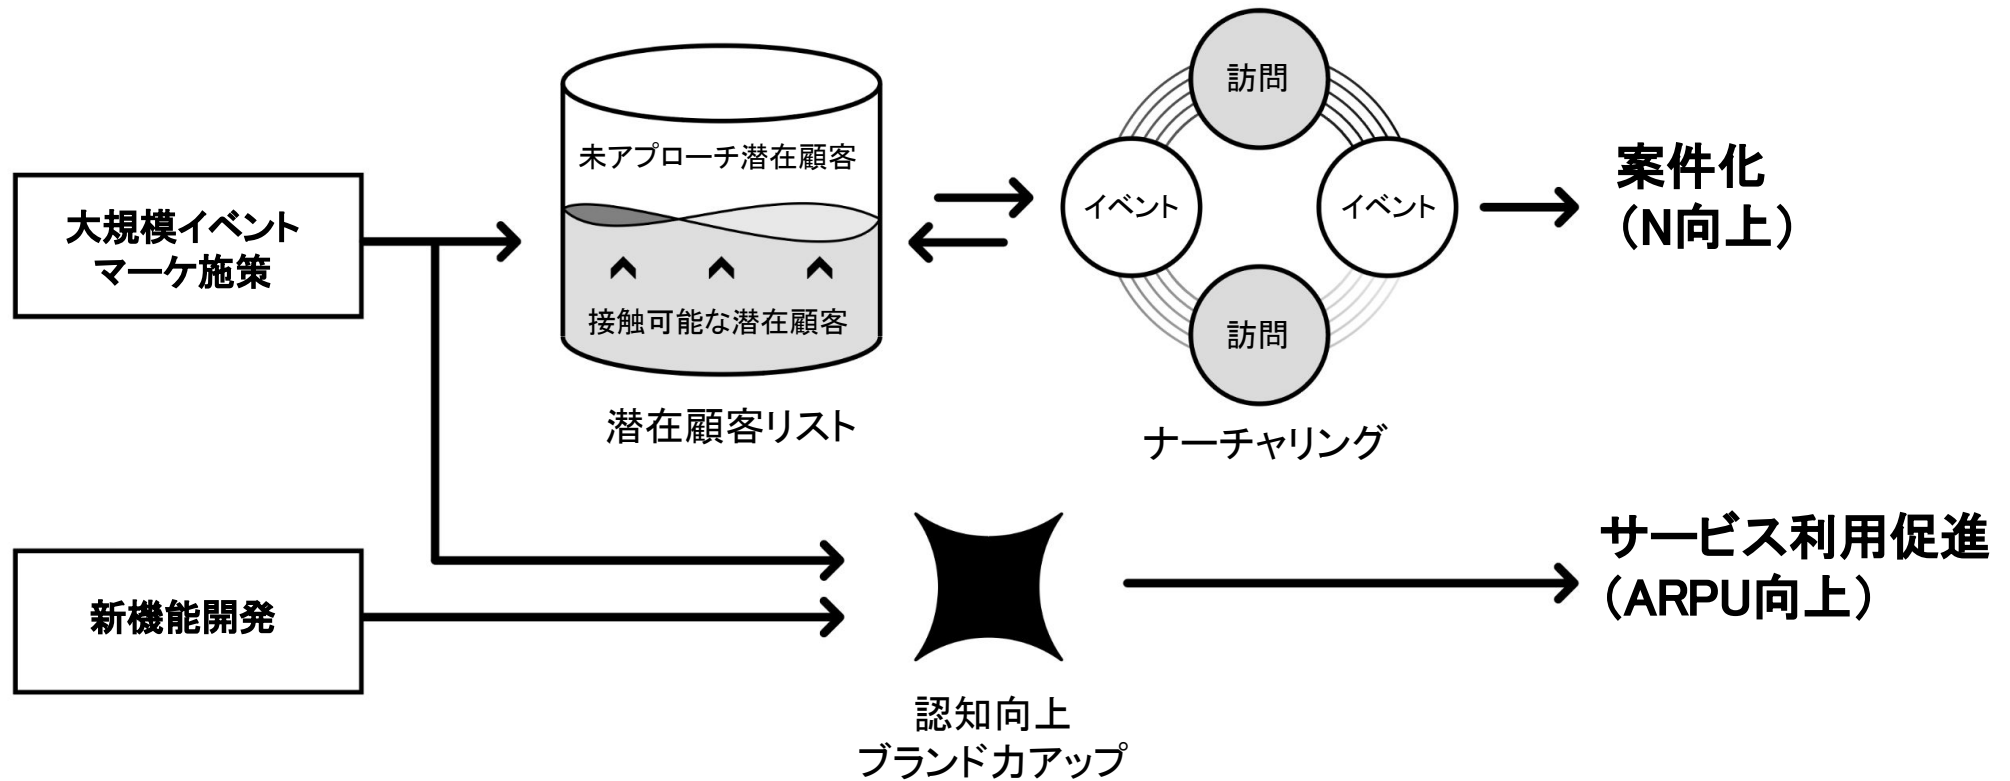 大規模イベント
マーケ施策
未アプローチ潜在顧客
接触可能な潜在顧客
潜在顧客リスト
訪問
イベント
イベント
訪問
ナーチャリング
案件化
（N向上）
新機能開発
認知向上
ブランド力アップ
サービス利用促進
（ARPU向上）